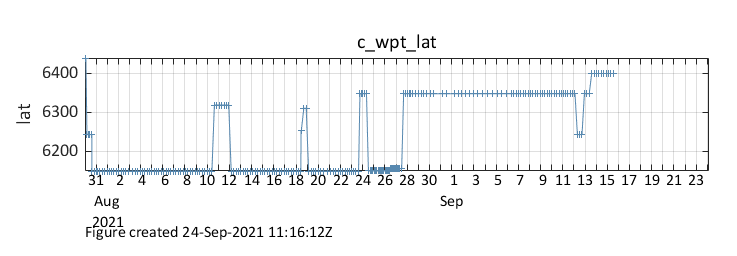 c_wpt_lat
6400
6300
6200
lat
31 2 4 6 8 10 12 14 16 18 20 22 24 26 28 30 1 3 5 7 9 11 13 15 17 19 21 23
Aug Sep
2021
Figure created 24-Sep-2021 11:16:12Z